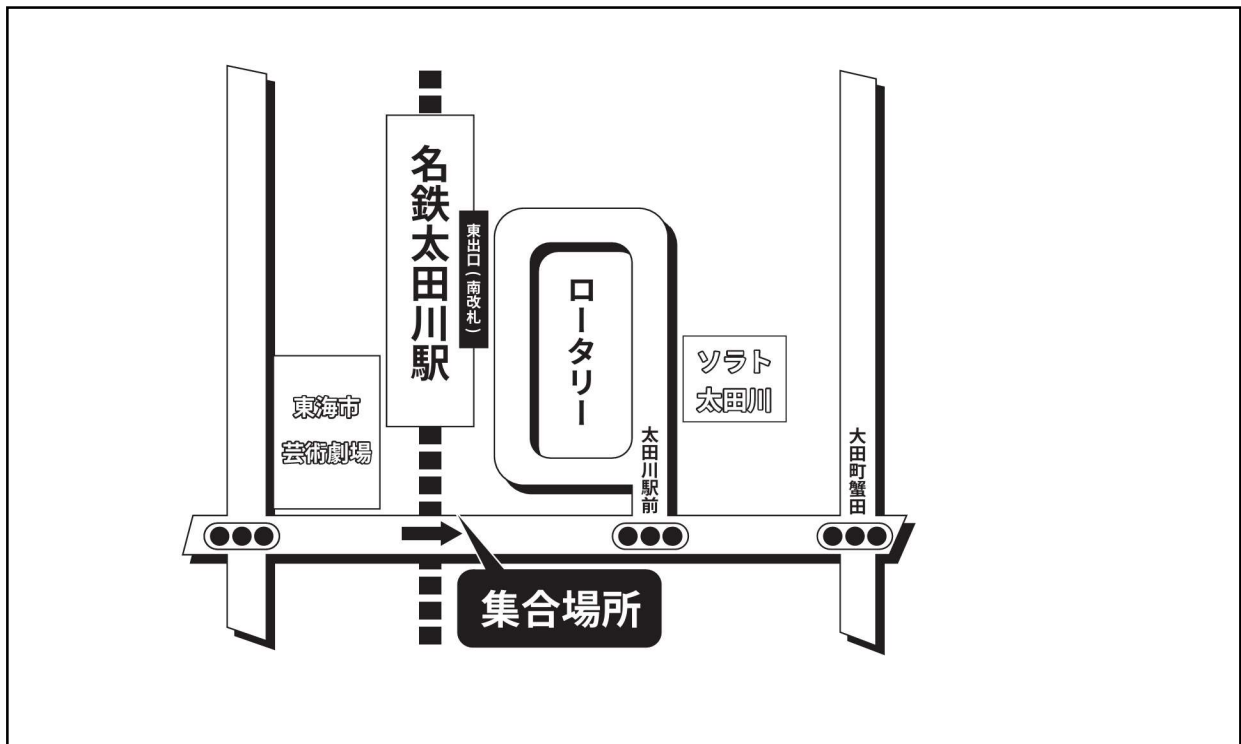 名鉄太田川駅
東出口(南改札)
ロータリー
ソラト
太田川
東海市
芸術劇場
太田川駅前
大田町蟹田
集合場所